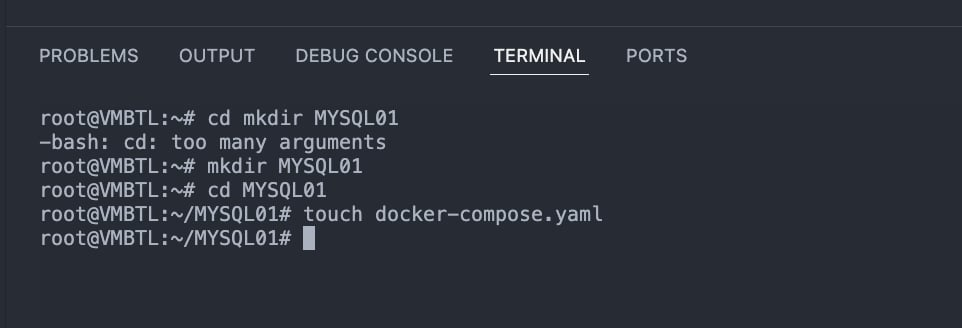 PROBLEMS OUTPUT DEBUG CONSOLE TERMINAL PORTS
root@VMBTL:~# cd mkdir MYSQL01
-bash: cd: too many arguments
root@VMBTL:~# mkdir MYSQL01
root@VMBTL:~# cd MYSQL01
root@VMBTL:~/MYSQL01# touch docker-compose.yaml
root@VMBTL:~/MYSQL01#